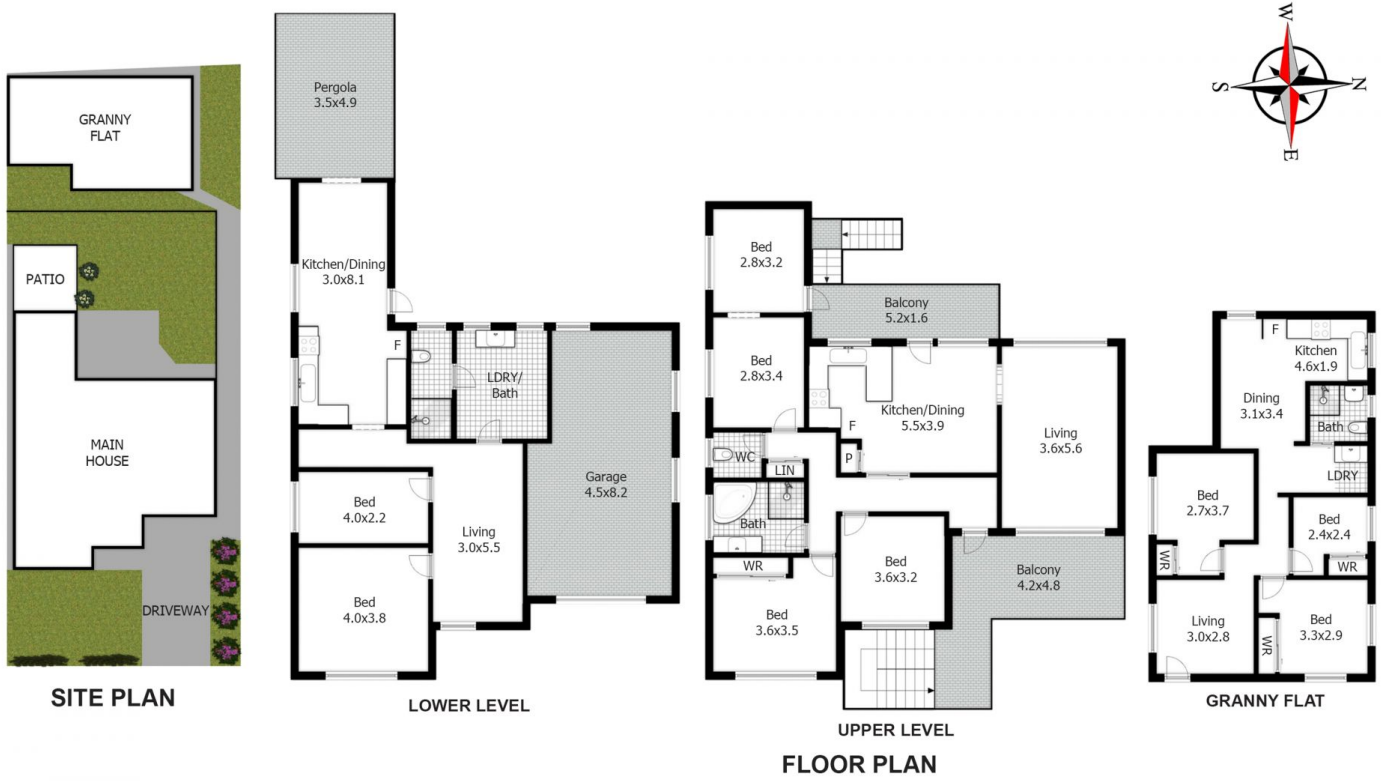 GRANNY
FLAT
PATIO
MAIN
HOUSE
DRIVEWAY
SITE PLAN
Pergola
3.5x4.9
Kitchen/Dining
3.0x8.1
F
LDRY/
Bath
Garage
4.5x8.2
Bed
4.0x2.2
Living
3.0x5.5
Bed
4.0x3.8
LOWER LEVEL
Bed
2.8x3.2
Balcony
5.2x1.6
Bed
2.8x3.4
Kitchen/Dining
5.5x3.9
F
P
Living
3.6x5.6
WC
LIN
Bath
WR
Bed
3.6x3.5
Bed
3.6x3.2
Balcony
4.2x4.8
UPPER LEVEL
W
N
S
E
F
Kitchen
4.6x1.9
Dining
3.1x3.4
Bath
LDRY
Bed
2.7x3.7
WR
Bed
2.4x2.4
WR
Living
3.0x2.8
WR
Bed
3.3x2.9
GRANNY FLAT
FLOOR PLAN